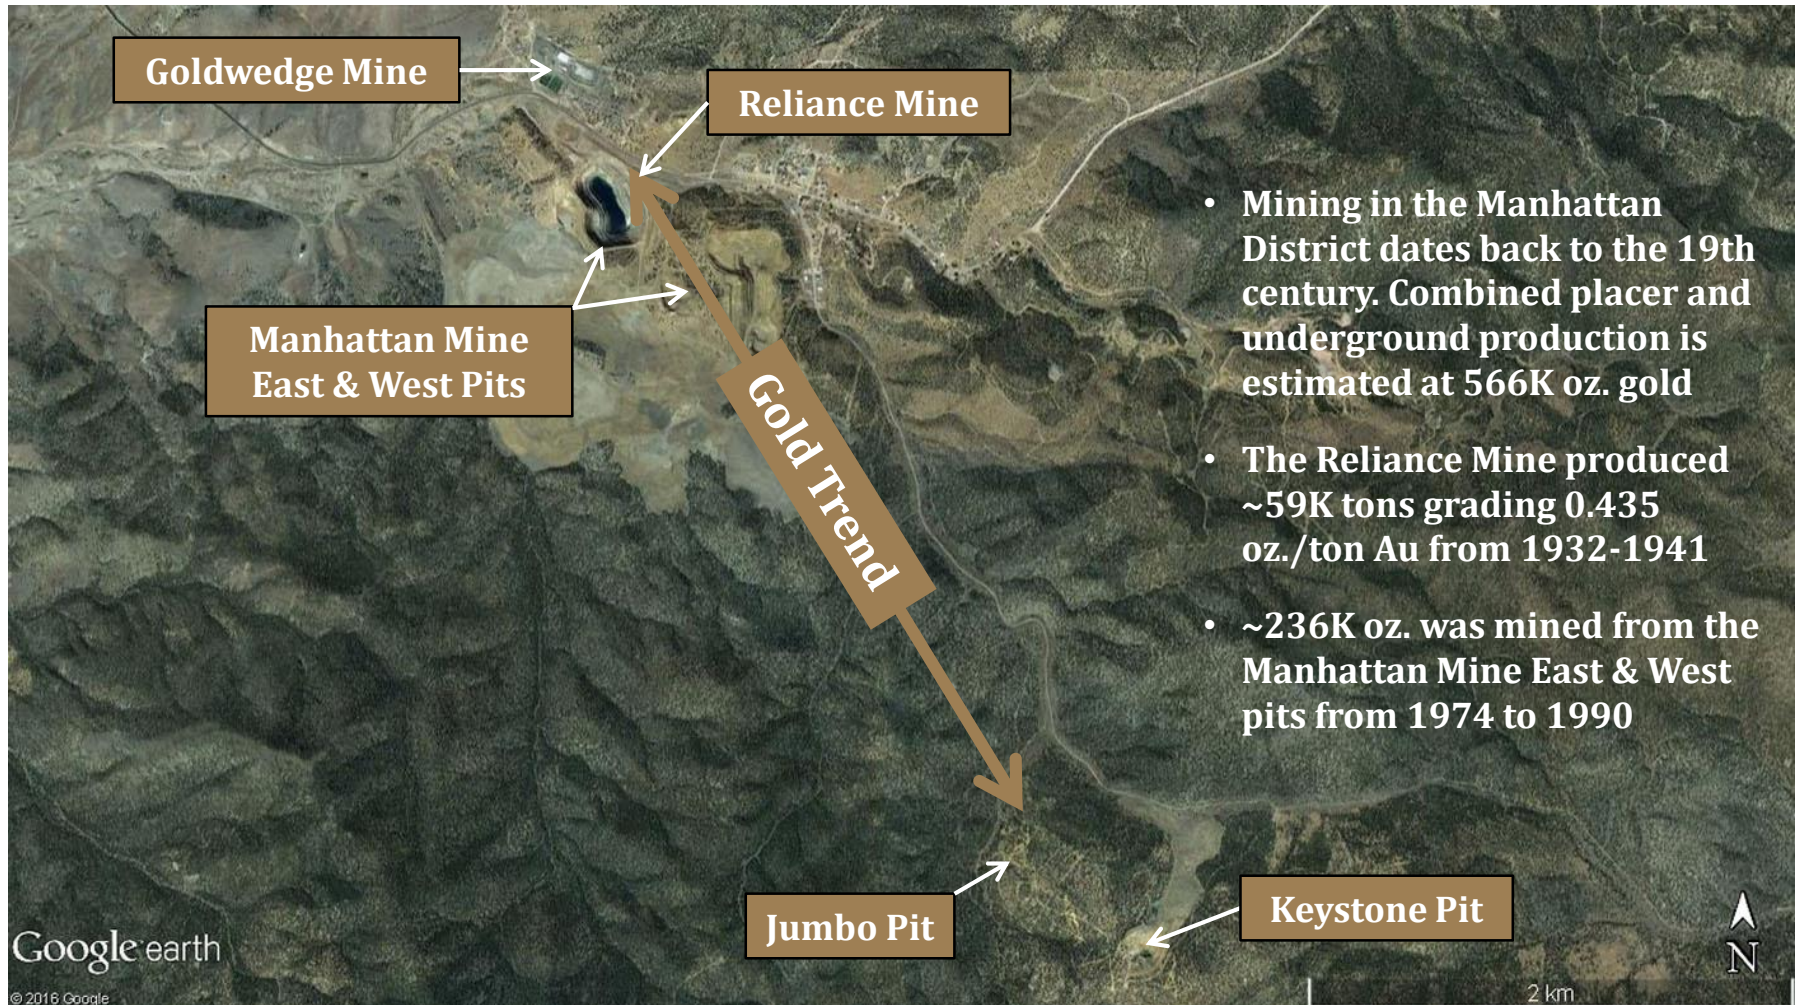 Goldwedge Mine
Reliance Mine
Manhattan Mine
East & West Pits
Gold Trend
• Mining in the Manhattan
District dates back to the 19th
century. Combined placer and
underground production is
estimated at 566K oz. gold
• The Reliance Mine produced
~59K tons grading 0.435
oz./ton Au from 1932-1941
• ~236K oz. was mined from the
Manhattan Mine East & West
pits from 1974 to 1990
Jumbo Pit
Keystone Pit
N
Google earth
© 2016 Google
2 km